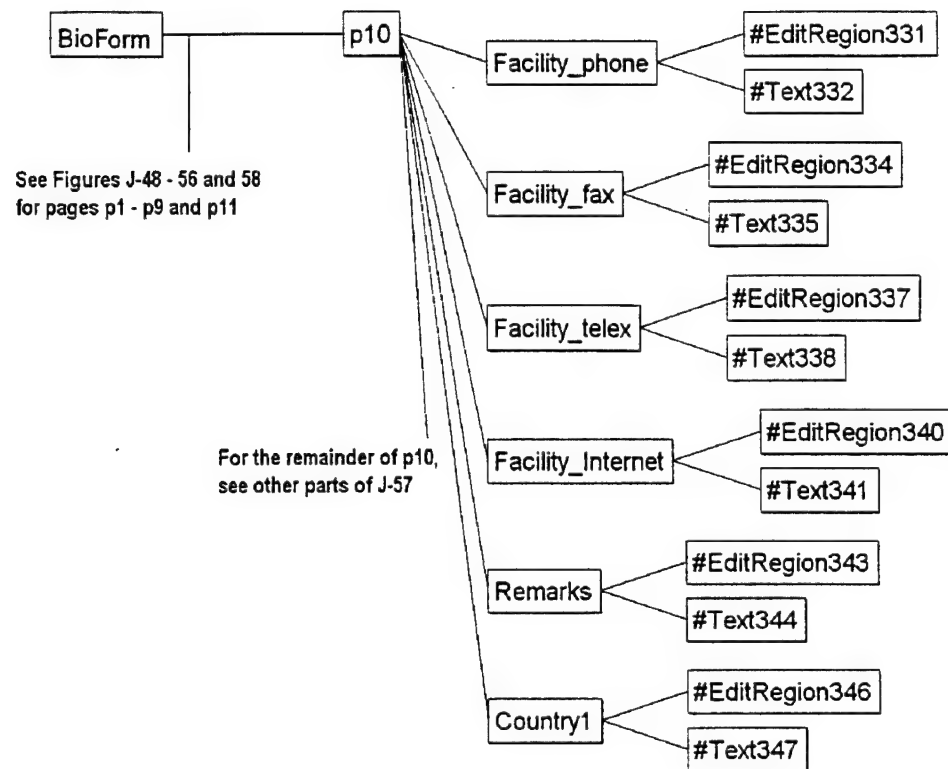 BioForm
p10
Facility_phone
#EditRegion331
#Text332
See Figures J-48 - 56 and 58
for pages p1 - p9 and p11
Facility_fax
#EditRegion334
#Text335
Facility_telex
#EditRegion337
#Text338
For the remainder of p10,
see other parts of J-57
Facility_Internet
#EditRegion340
#Text341
Remarks
#EditRegion343
#Text344
Country1
#EditRegion346
#Text347